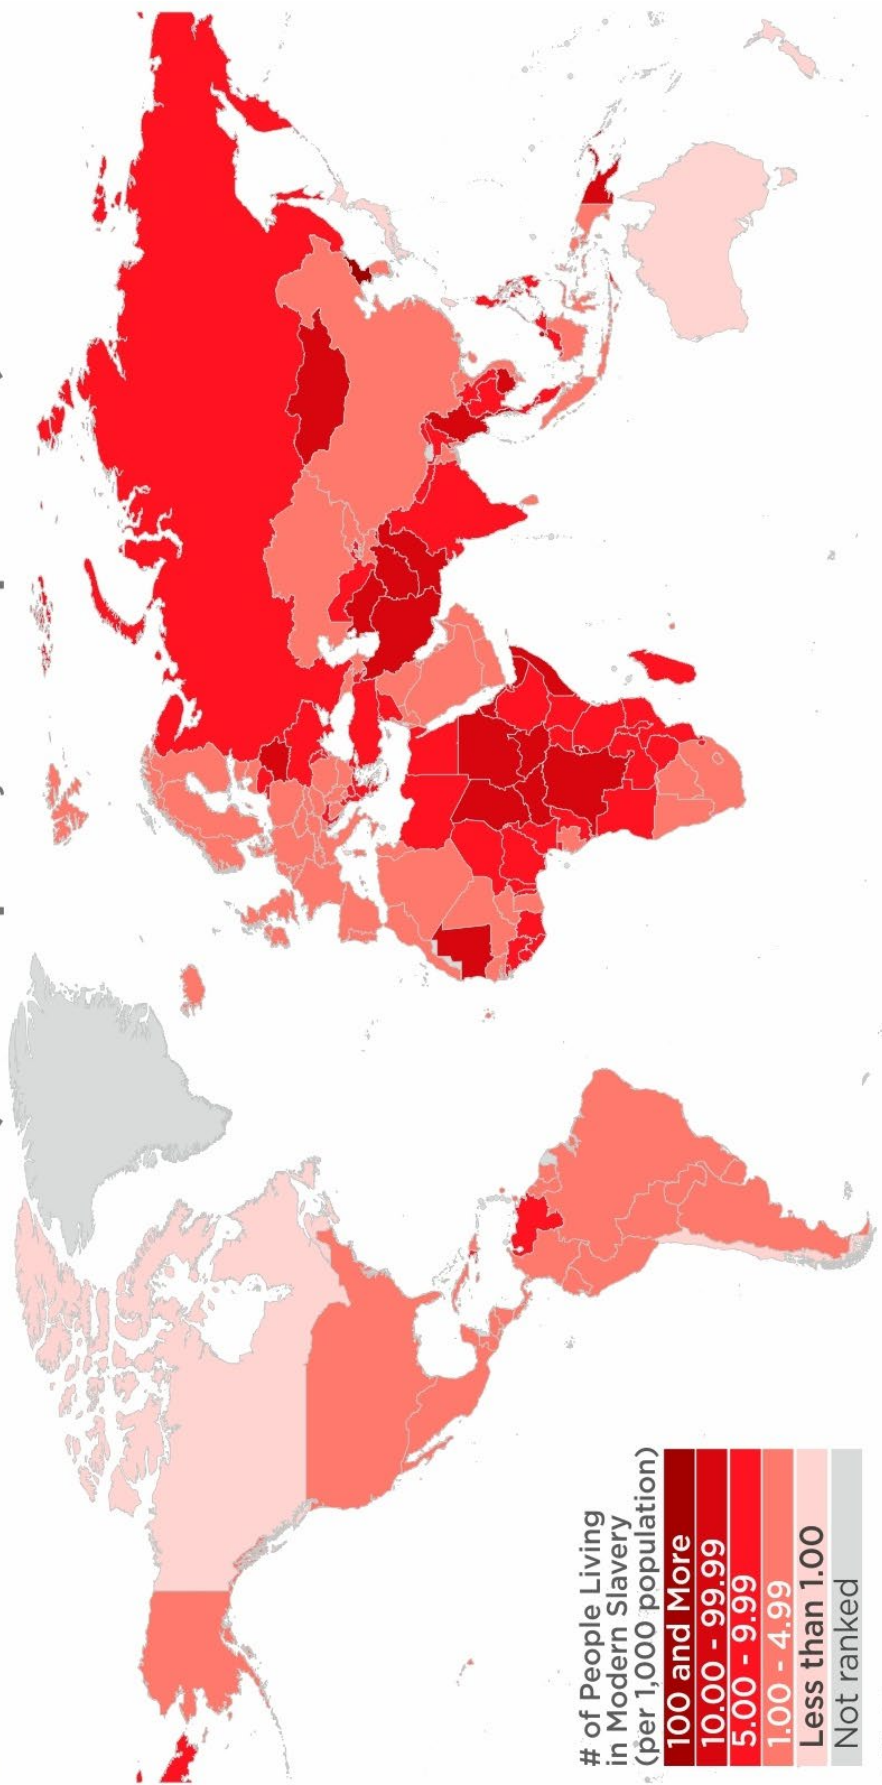 # of People Living
in Modern Slavery
(per 1,000 population)
100 and More
10.00 - 99.99
5.00 - 9.99
1.00 - 4.99
Less than 1.00
Not ranked